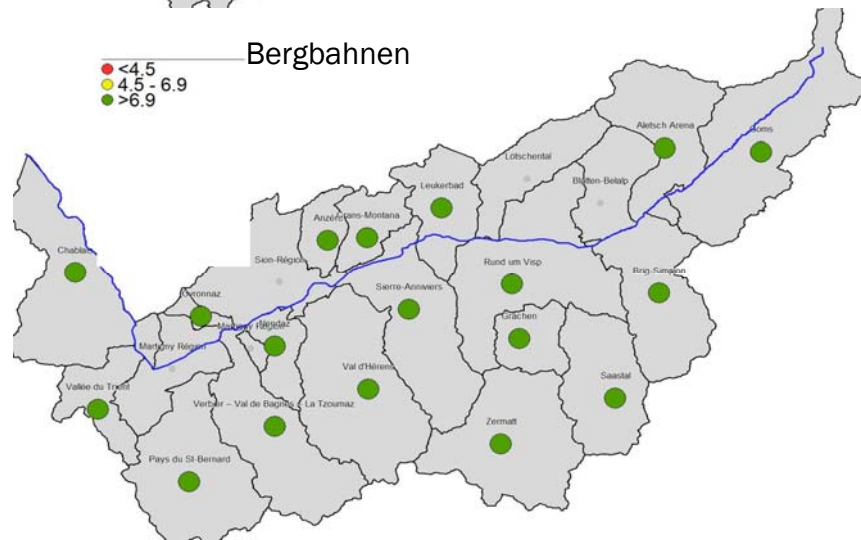 Bergbahnen
<4.5
4.5 - 6.9
>6.9
Aletsch Arena
Goms
Lötschental
Blatten-Belalp
Leukerbad
Anzère
Crans-Montana
Chablais
Sion-Région
Rund um Visp
Brig-Simplon
Sierre-Anniviers
Ovronnaz
Grächen
Nendaz
Martigny Région
Val d'Hérens
Saastal
Vallée du Trient
Verbier – Val de Bagnes – La Tzoumaz
Zermatt
Pays du St-Bernard